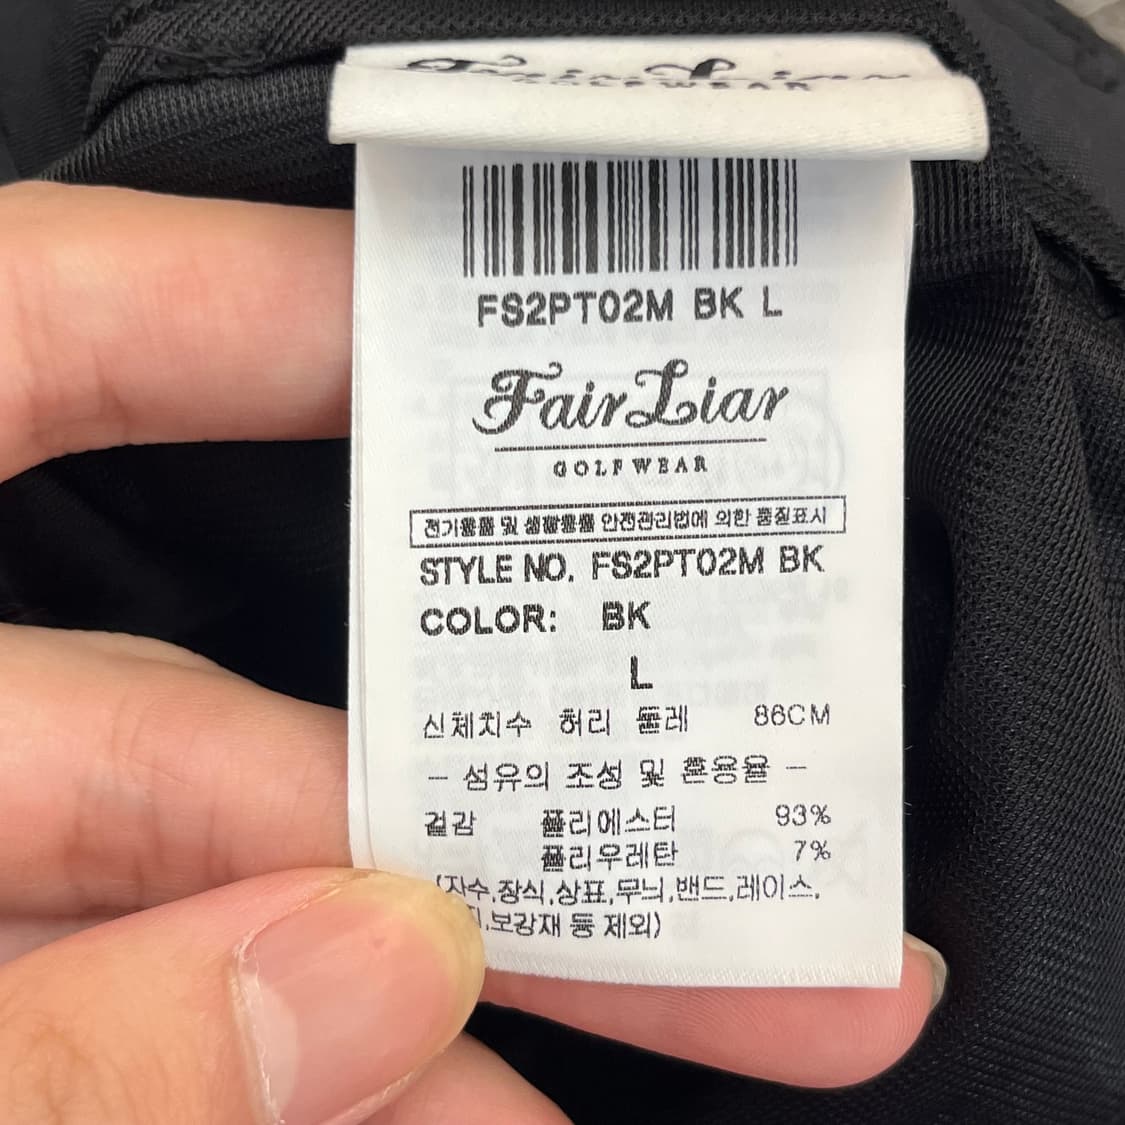 FS2PT02M BK L
Fair Liar
GOLFWEAR
전기용품 및 생활용품 안전관리법에 의한 품질표시
STYLE NO. FS2PT02M BK
COLOR: BK
L
신체치수 허리 둘레 86CM
- 섬유의 조성 및 혼용율 -
겉감 폴리에스터 93%
폴리우레탄 7%
(자수,장식,상표,무늬,밴드,레이스,
,보강재 등 제외)